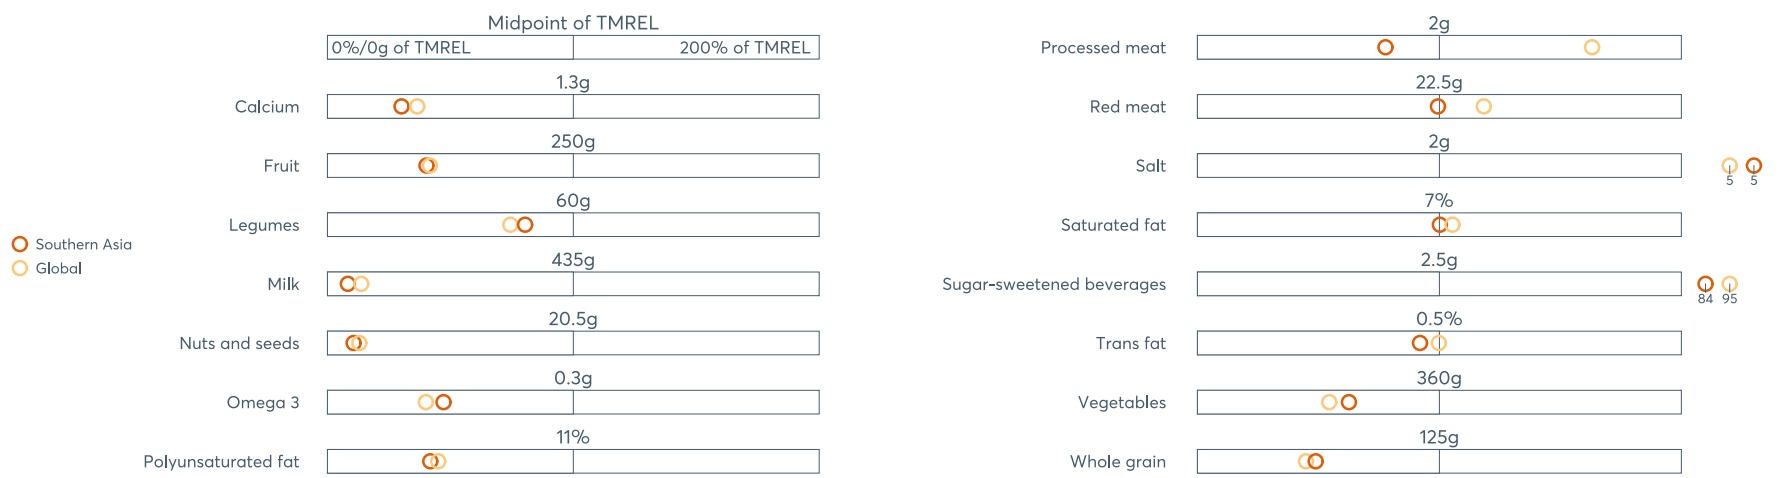 Midpoint of TMREL
0%/0g of TMREL 200% of TMREL
1.3g
Calcium
250g
Fruit
60g
Legumes
Southern Asia
Global
435g
Milk
20.5g
Nuts and seeds
0.3g
Omega 3
11%
Polyunsaturated fat
2g
Processed meat
22.5g
Red meat
2g
Salt
5 5
7%
Saturated fat
2.5g
Sugar-sweetened beverages
84 95
0.5%
Trans fat
360g
Vegetables
125g
Whole grain